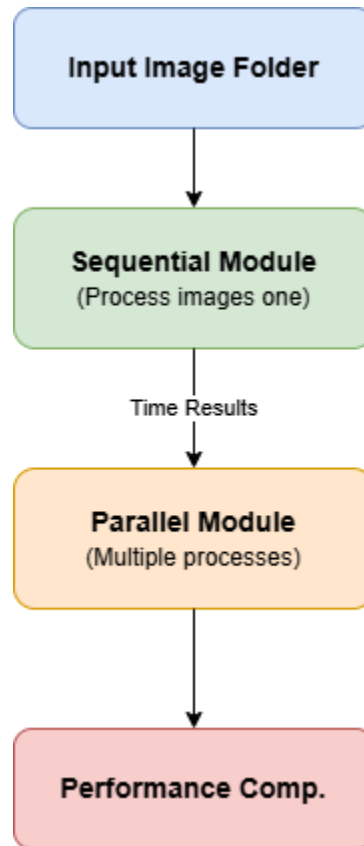 Input Image Folder
Sequential Module
(Process images one)
Time Results
Parallel Module
(Multiple processes)
Performance Comp.